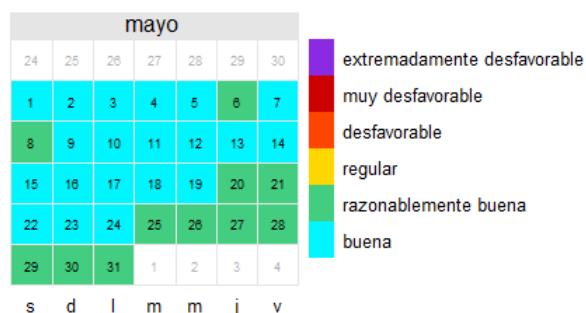 mayo
24 25 26 27 28 29 30
1 2 3 4 5 6 7
8 9 10 11 12 13 14
15 16 17 18 19 20 21
22 23 24 25 26 27 28
29 30 31 1 2 3 4
s d l m m j v
extremadamente desfavorable
muy desfavorable
desfavorable
regular
razonablemente buena
buena